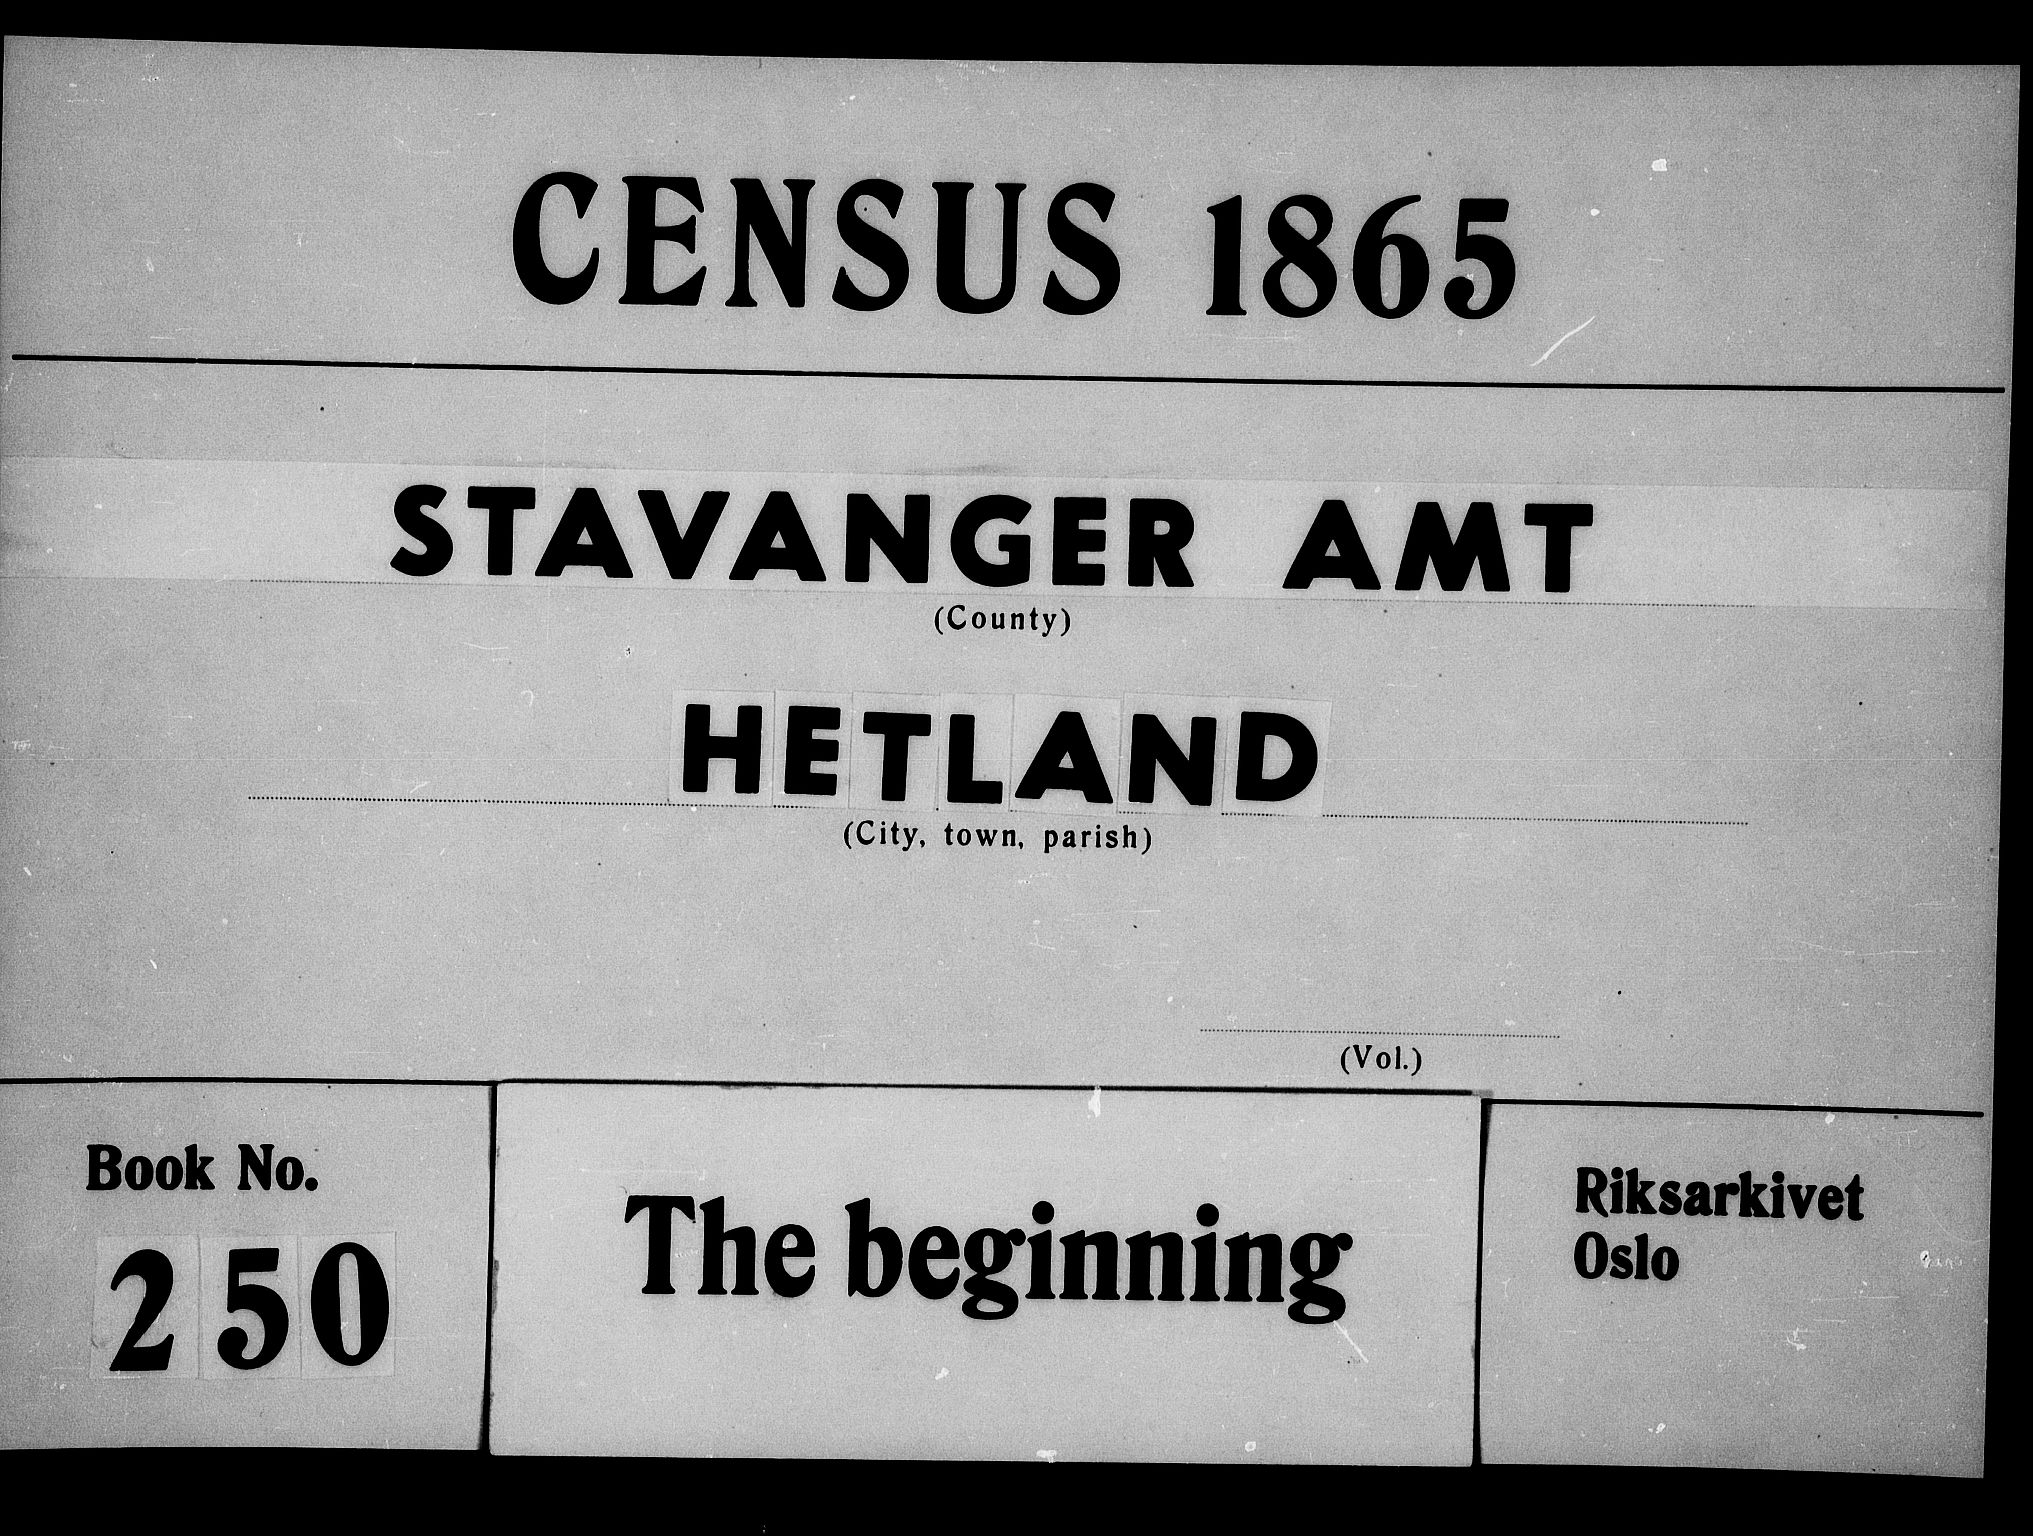 CENSUS 1865
STAVANGER AMT
(County)
HETLAND
(City, town, parish)
(Vol.)
Book No.
250
The beginning
Riksarkivet
Oslo